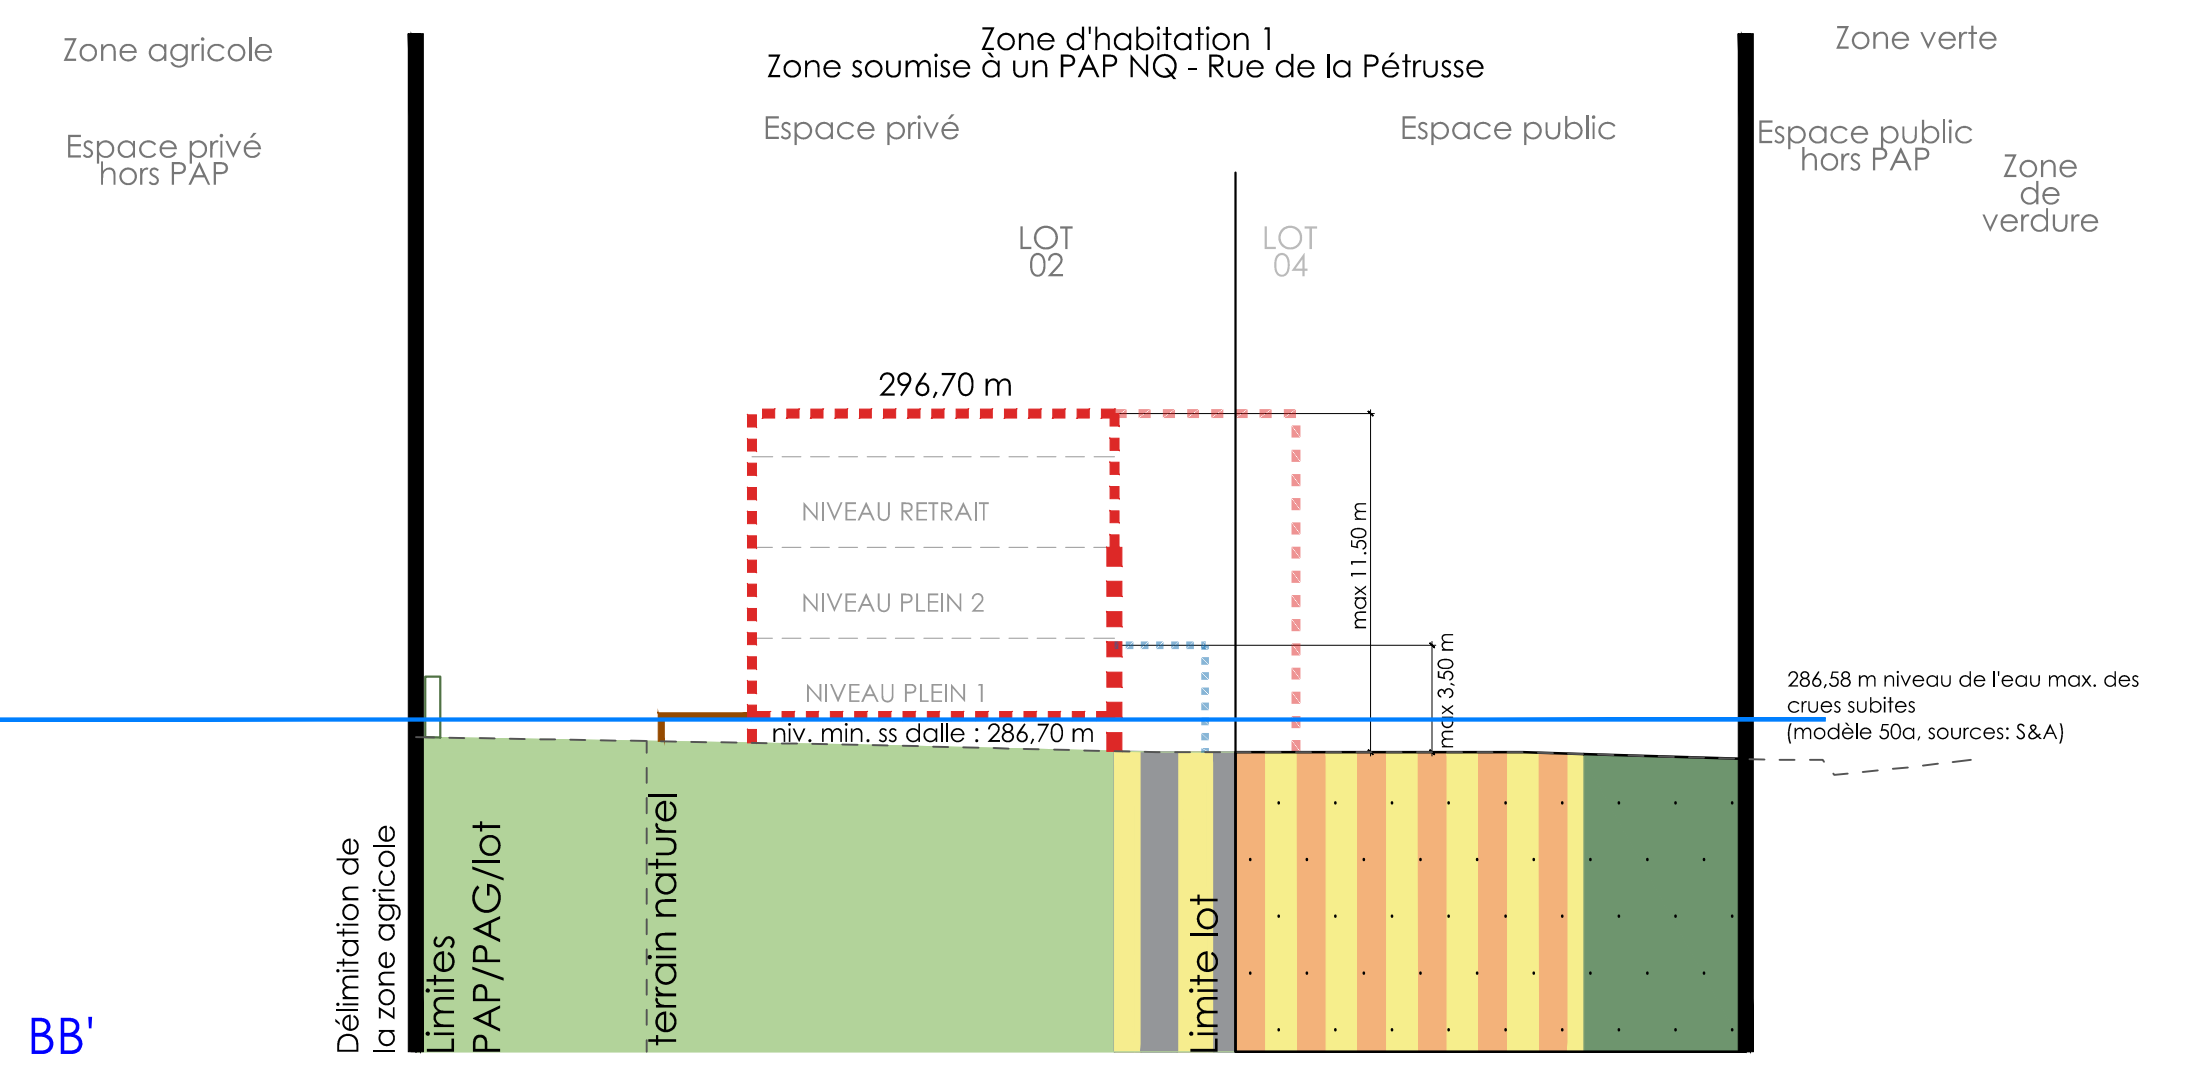 Zone agricole
Zone d'habitation 1
Zone soumise à un PAP NQ - Rue de la Pétrusse
Zone verte
Espace privé
hors PAP
Espace privé
Espace public
Espace public
hors PAP
Zone
de
verdure
LOT
02
LOT
04
296,70 m
NIVEAU RETRAIT
NIVEAU PLEIN 2
NIVEAU PLEIN 1
niv. min. ss dalle : 286,70 m
max 11.50 m
max 3,50 m
286,58 m niveau de l'eau max. des
crues subites
(modèle 50a, sources: S&A)
Délimitation de
la zone agricole
Limites
PAP/PAG/lot
terrain naturel
Limite lot
BB'